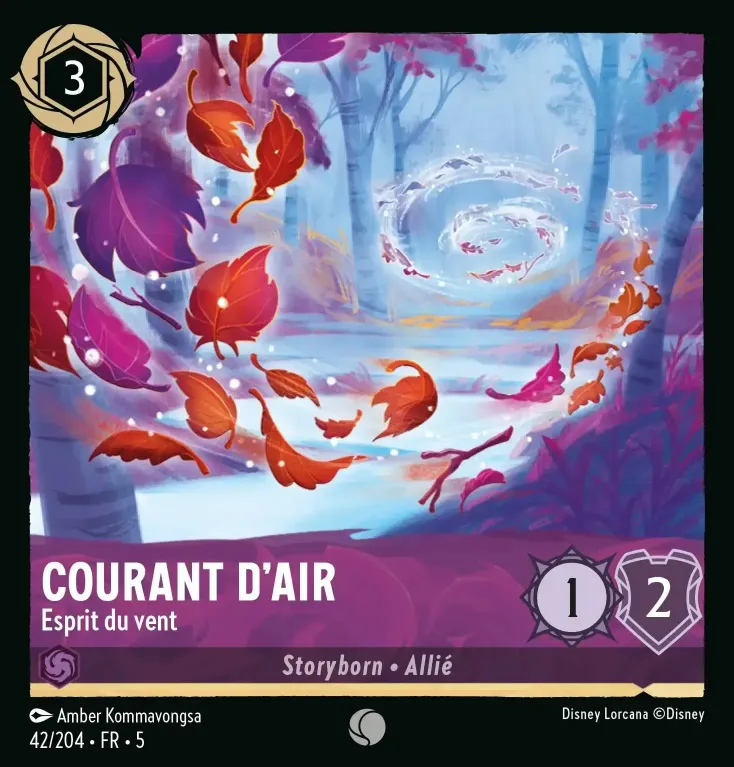 3
COURANT D'AIR
Esprit du vent
1
2
Storyborn • Allié
Amber Kommavongsa
Disney Lorcana ©Disney
42/204 • FR • 5